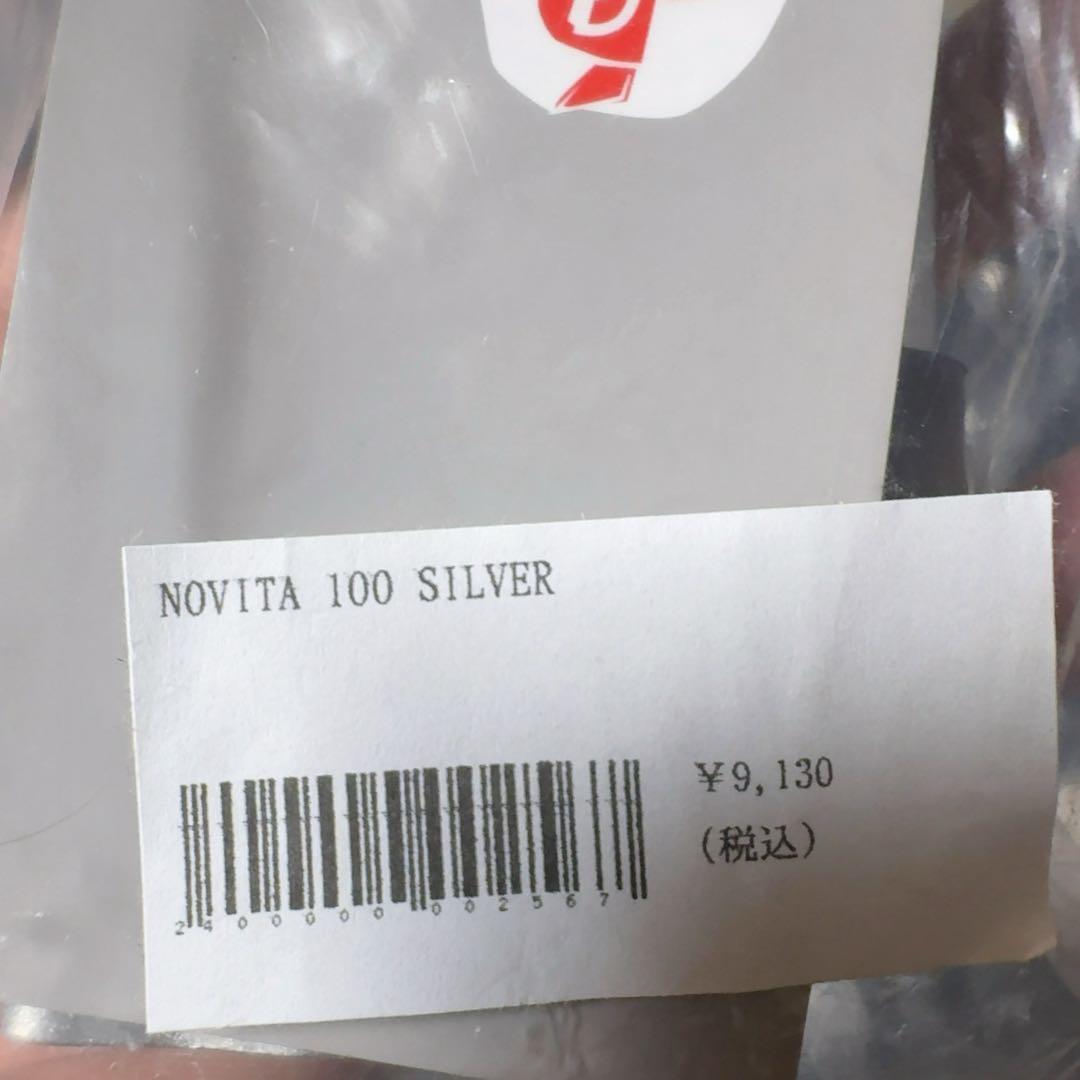 NOVITA 100 SILVER
¥9,130
(税込)
2400000002567